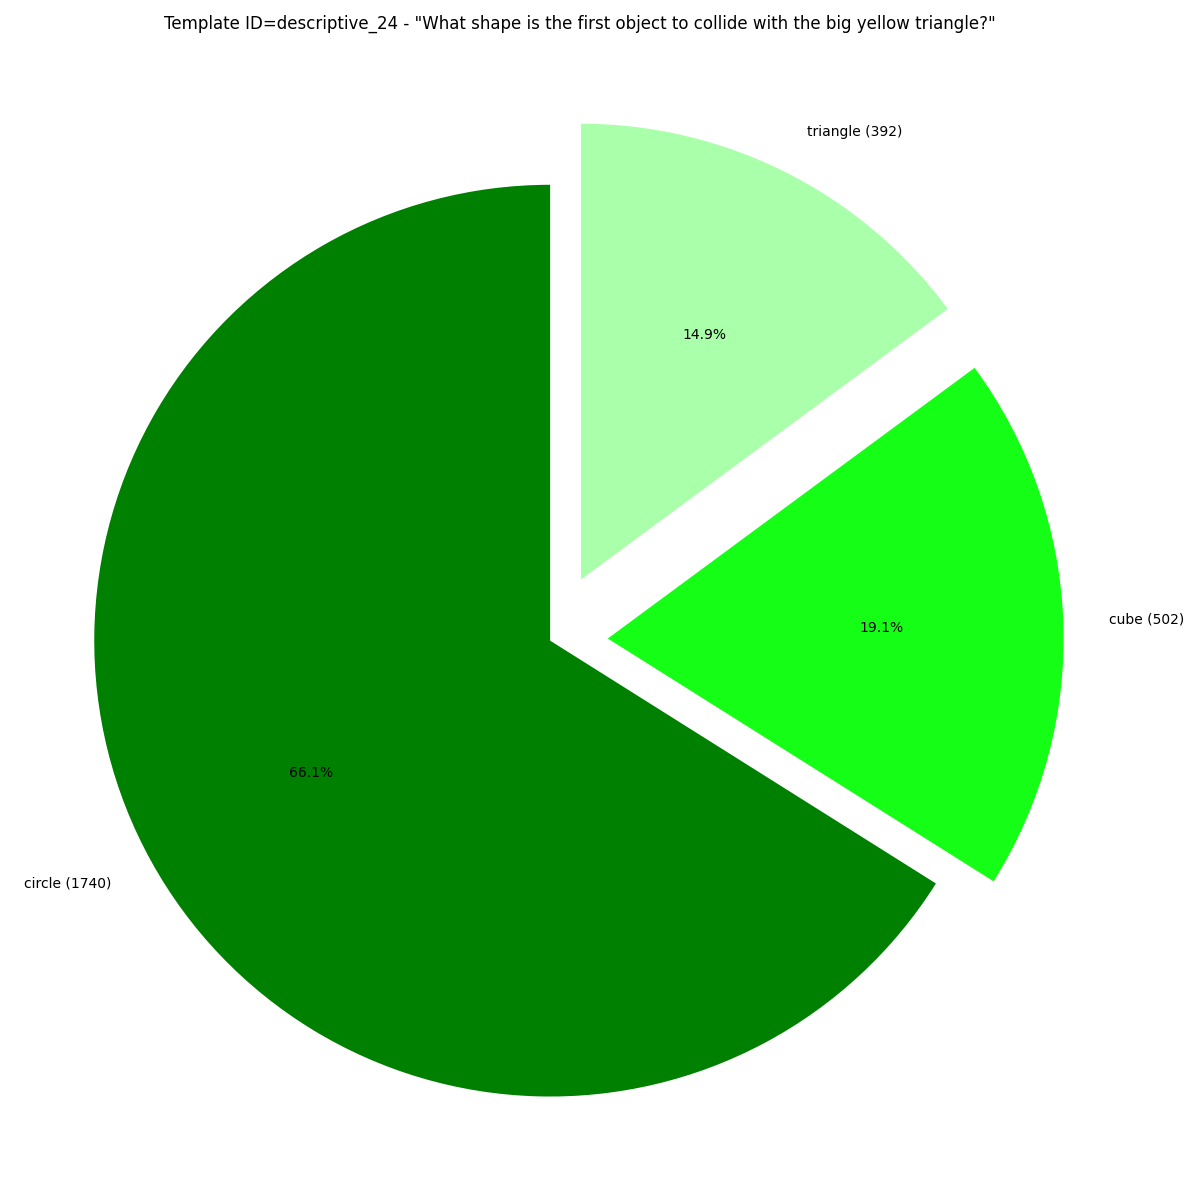 Template ID=descriptive_24 - "What shape is the first object to collide with the big yellow triangle?"
triangle (392)
14.9%
cube (502)
19.1%
66.1%
circle (1740)